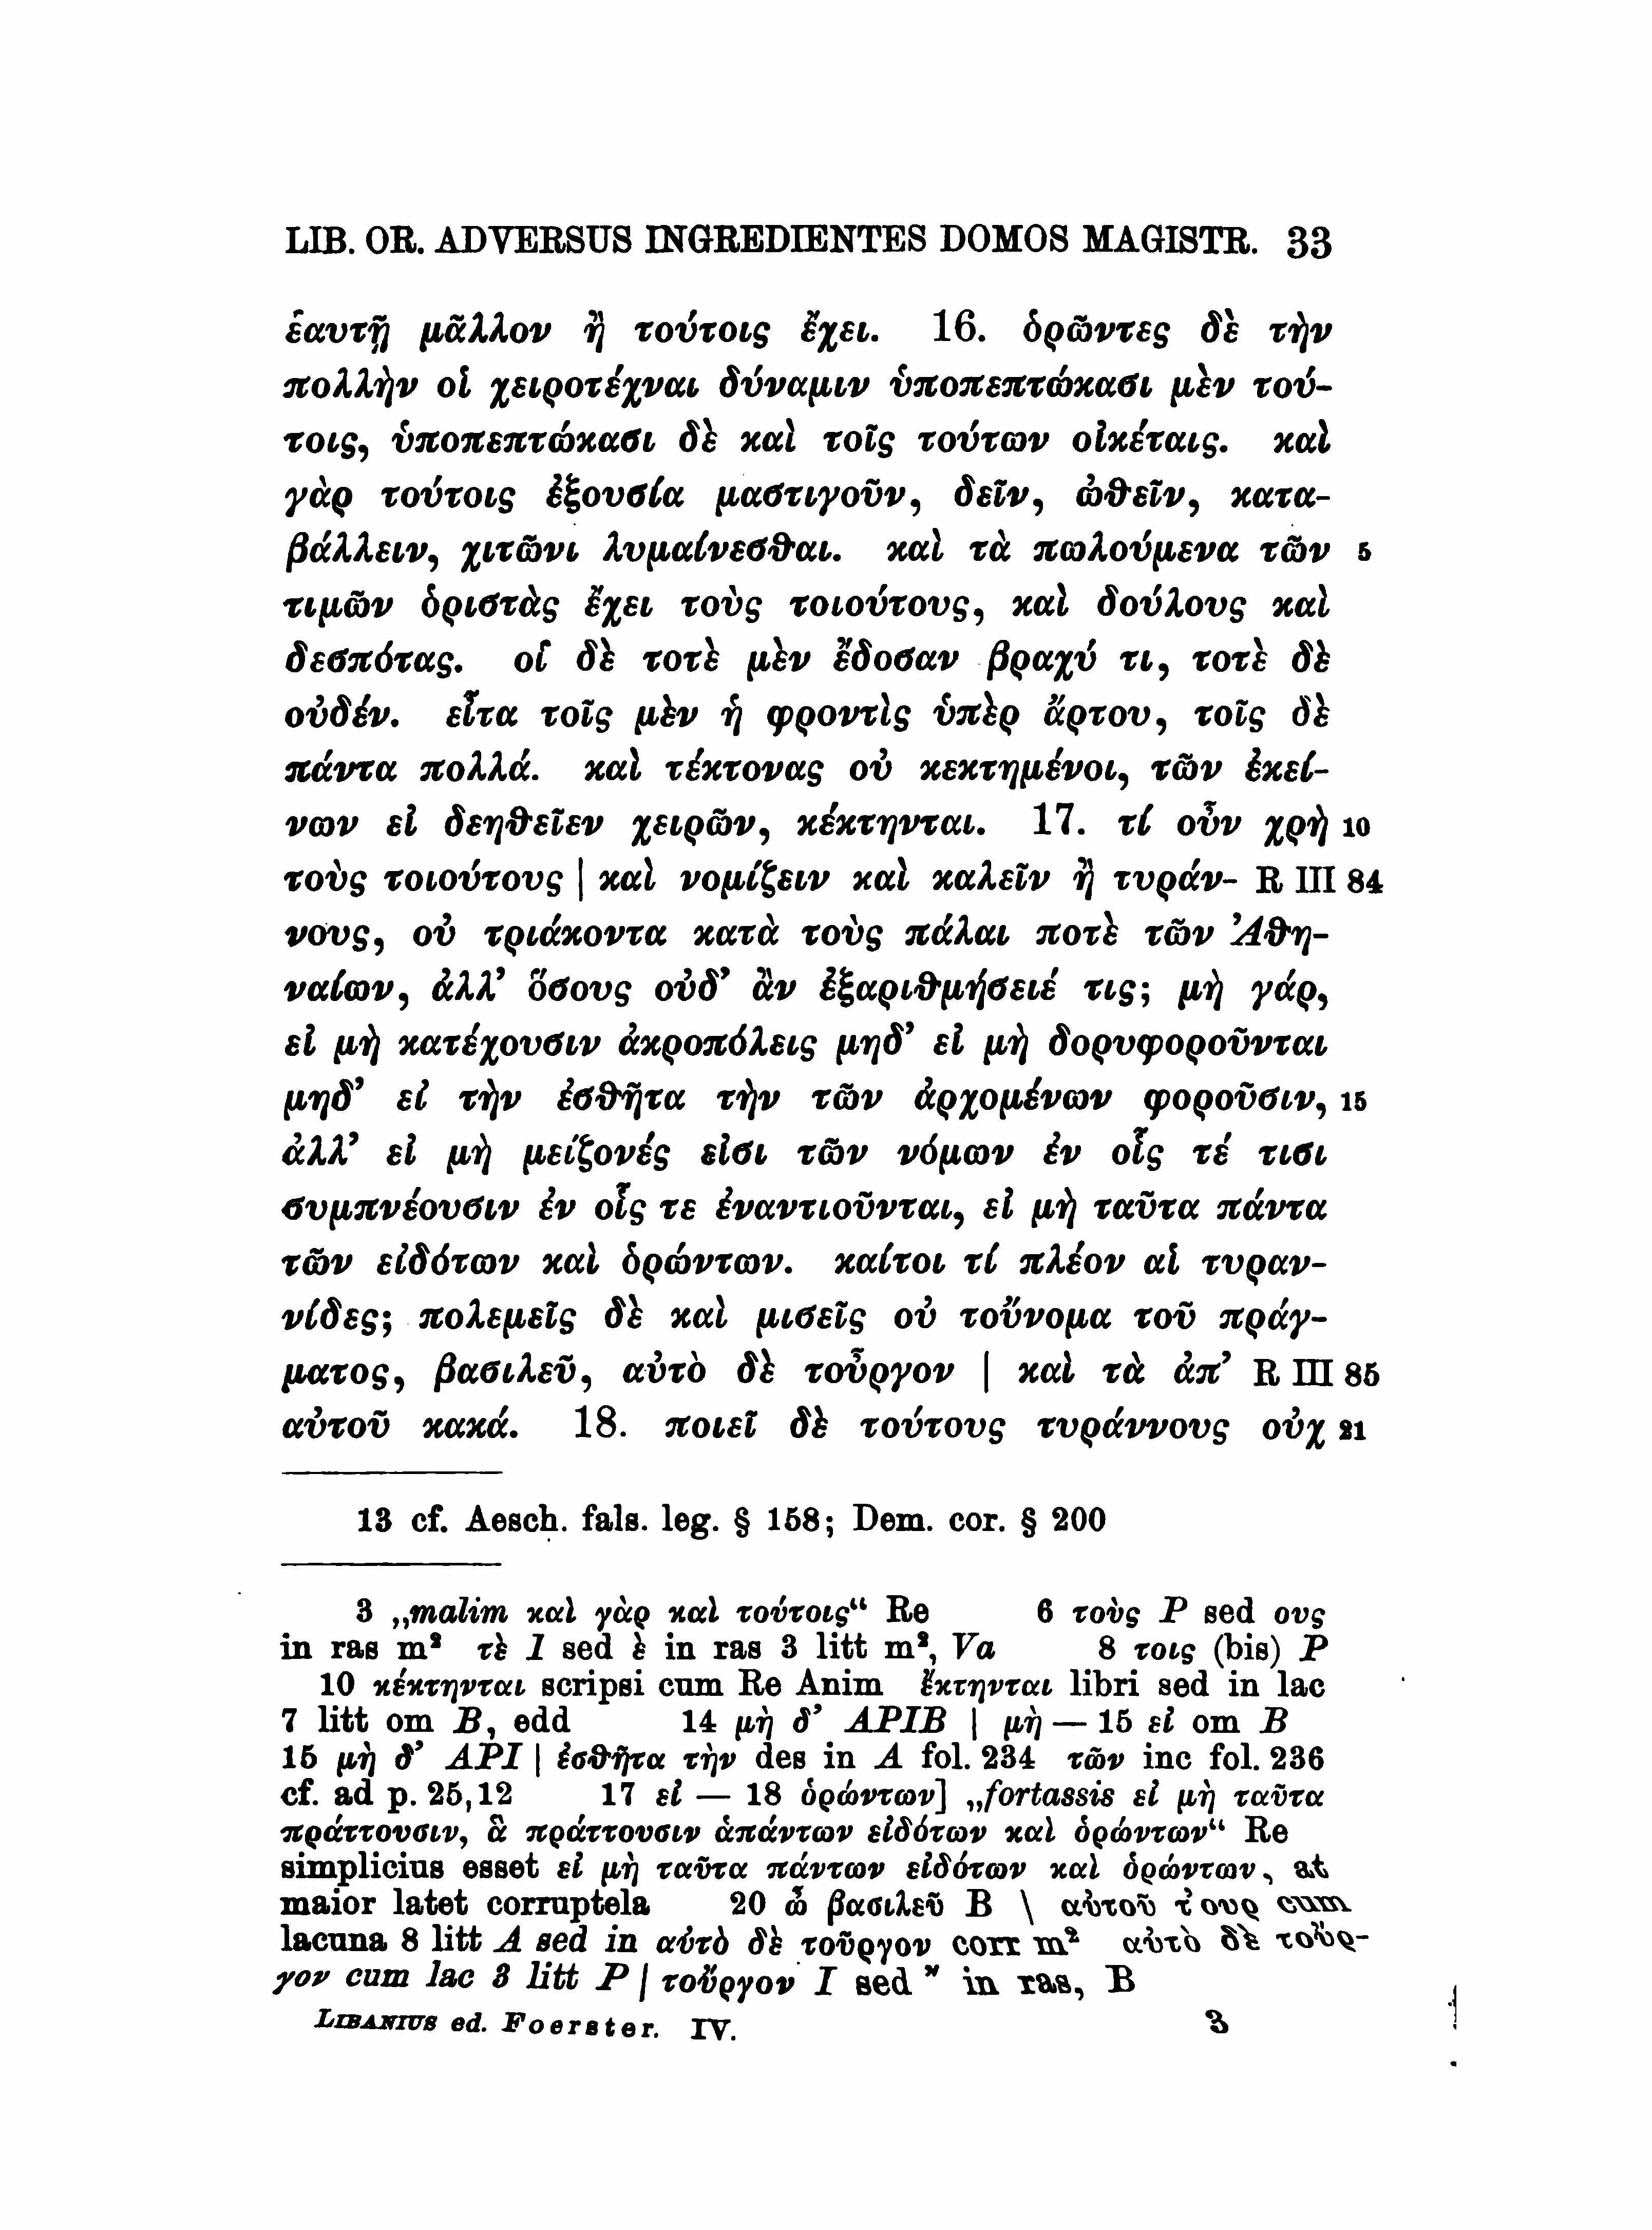 LIB. OR. ADVERSUS INGREDIENTES DOMOS MAGISTR. 33
ἑαυτῇ μᾶλλον ἢ τούτοις ἔχει. 16. ὁρῶντες δὲ τὴν
πολλὴν οἱ χειροτέχναι δύναμιν ὑποπεπτώκασι μὲν τού-
τοις, ὑποπεπτώκασι δὲ καὶ τοῖς τούτων οἰκέταις. καὶ
γὰρ τούτοις ἐξουσία μαστιγοῦν, δεῖν, ὠθεῖν, κατα-
βάλλειν, χιτῶνι λυμαίνεσθαι. καὶ τὰ πωλούμενα τῶν 5
τιμῶν ὁριστὰς ἔχει τοὺς τοιούτους, καὶ δούλους καὶ
δεσπότας. οἱ δὲ τοτὲ μὲν ἔδοσαν βραχύ τι, τοτὲ δὲ
οὐδέν. εἶτα τοῖς μὲν ἡ φροντὶς ὑπὲρ ἄρτου, τοῖς δὲ
πάντα πολλά. καὶ τέκτονας οὐ κεκτημένοι, τῶν ἐκεί-
νων εἰ δεηθεῖεν χειρῶν, κέκτηνται. 17. τί οὖν χρὴ 10
τοὺς τοιούτους | καὶ νομίζειν καὶ καλεῖν ἢ τυράν- R III 84
νους, οὐ τριάκοντα κατὰ τοὺς πάλαι ποτὲ τῶν Ἀθη-
ναίων, ἀλλ’ ὅσους οὐδ’ ἂν ἐξαριθμήσειέ τις; μὴ γάρ,
εἰ μὴ κατέχουσιν ἀκροπόλεις μηδ’ εἰ μὴ δορυφοροῦνται
μηδ’ εἰ τὴν ἐσθῆτα τὴν τῶν ἀρχομένων φοροῦσιν, 15
ἀλλ’ εἰ μὴ μείζονές εἰσι τῶν νόμων ἐν οἷς τέ τισι
συμπνέουσιν ἐν οἷς τε ἐναντιοῦνται, εἰ μὴ ταῦτα πάντα
τῶν εἰδότων καὶ ὁρώντων. καίτοι τί πλέον αἱ τυραν-
νίδες; πολεμεῖς δὲ καὶ μισεῖς οὐ τοὔνομα τοῦ πράγ-
ματος, βασιλεῦ, αὐτὸ δὲ τοὖργον | καὶ τὰ ἀπ’ R III 85
αὐτοῦ κακά. 18. ποιεῖ δὲ τούτους τυράννους οὐχ 21
13 cf. Aesch. fals. leg. § 158; Dem. cor. § 200
3 „malim καὶ γὰρ καὶ τούτοις“ Re 6 τοὺς P sed ους
in ras m² τὲ I sed ὲ in ras 3 litt m², Va 8 τοις (bis) P
10 κέκτηνται scripsi cum Re Anim ἔκτηνται libri sed in lac
7 litt om B, edd 14 μὴ δ’ APIB | μὴ — 15 εἰ om B
15 μὴ δ’ API | ἐσθῆτα τὴν des in A fol. 234 τῶν inc fol. 236
cf. ad p. 25,12 17 εἰ — 18 ὁρώντων] „fortassis εἰ μὴ ταῦτα
πράττουσιν, ἃ πράττουσιν ἁπάντων εἰδότων καὶ ὁρώντων“ Re
simplicius esset εἰ μὴ ταῦτα πάντων εἰδότων καὶ ὁρώντων, at
maior latet corruptela 20 ὦ βασιλεῦ B \ αὐτοῦ τουρ cum
lacuna 8 litt A sed in αὐτὸ δὲ τοῦργον corr m² αὐτὸ δὲ τοὖρ-
γον cum lac 3 litt P | τοὔργον I sed ʺ in ras, B
LIBANIUS ed. Foerster. IV. 3